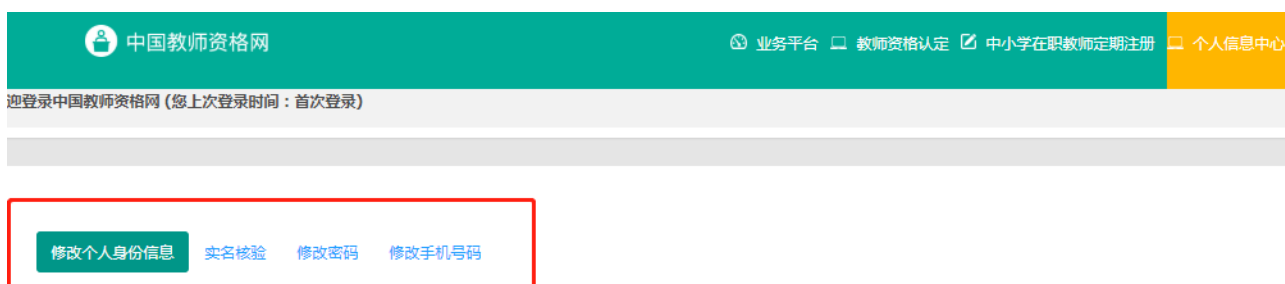 中国教师资格网 业务平台 教师资格认定 中小学在职教师定期注册 个人信息中心
迎登录中国教师资格网 (您上次登录时间：首次登录)
修改个人身份信息 实名核验 修改密码 修改手机号码